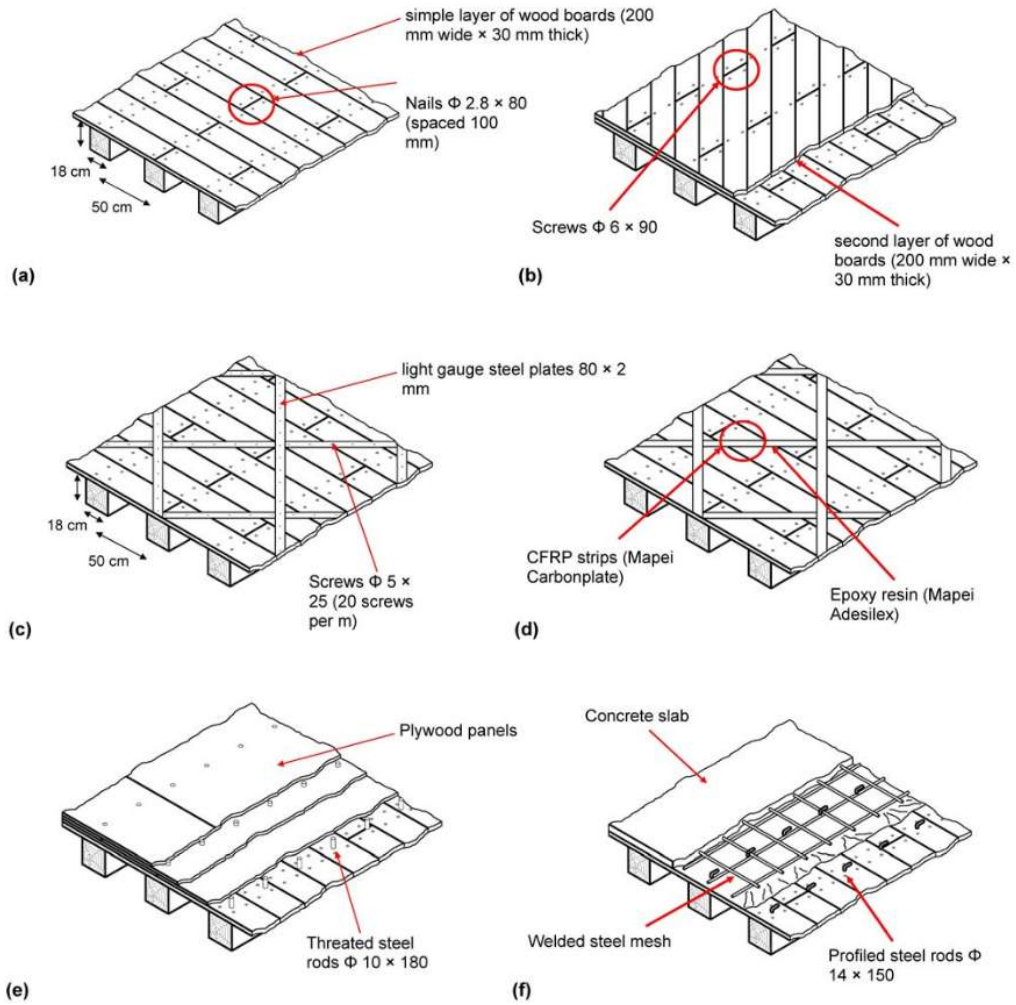 simple layer of wood boards (200
mm wide × 30 mm thick)
Nails Φ 2.8 × 80
(spaced 100
mm)
18 cm
50 cm
(a)
Screws Φ 6 × 90
second layer of wood
boards (200 mm wide ×
30 mm thick)
(b)
light gauge steel plates 80 × 2
mm
18 cm
50 cm
Screws Φ 5 ×
25 (20 screws
per m)
(c)
CFRP strips (Mapei
Carbonplate)
Epoxy resin (Mapei
Adesilex)
(d)
Plywood panels
Threated steel
rods Φ 10 × 180
(e)
Concrete slab
Welded steel mesh
Profiled steel rods Φ
14 × 150
(f)